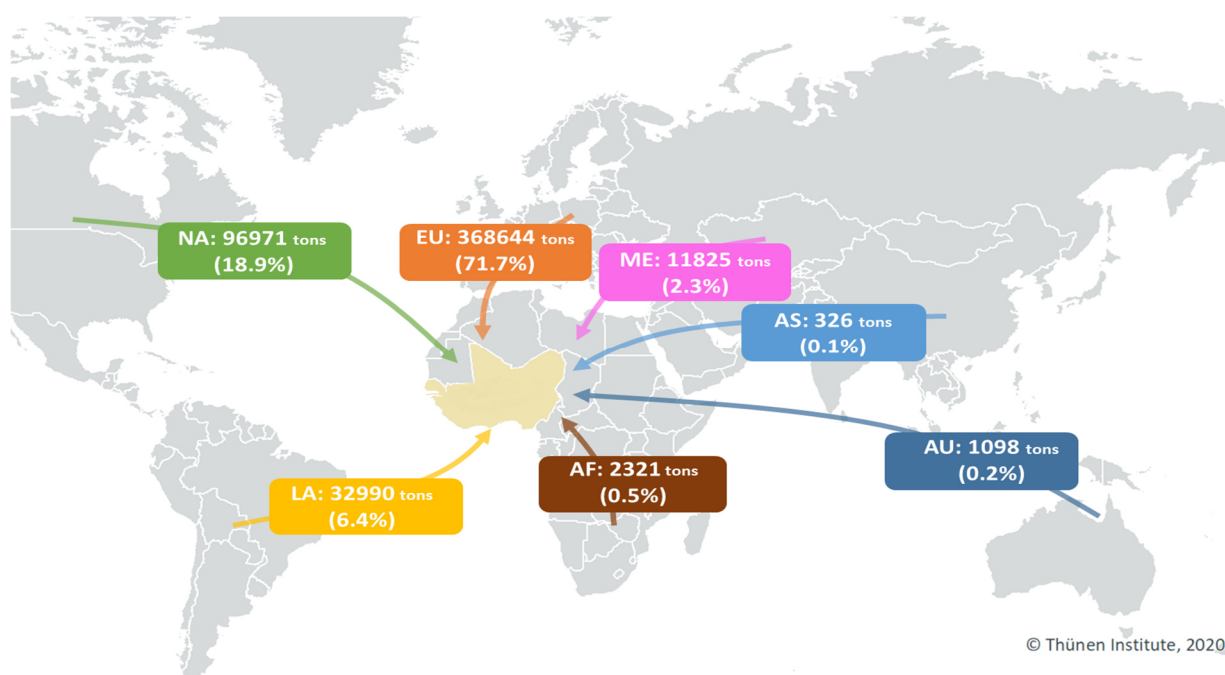 NA: 96971 tons
(18.9%)
EU: 368644 tons
(71.7%)
ME: 11825 tons
(2.3%)
AS: 326 tons
(0.1%)
AU: 1098 tons
(0.2%)
AF: 2321 tons
(0.5%)
LA: 32990 tons
(6.4%)
© Thünen Institute, 2020